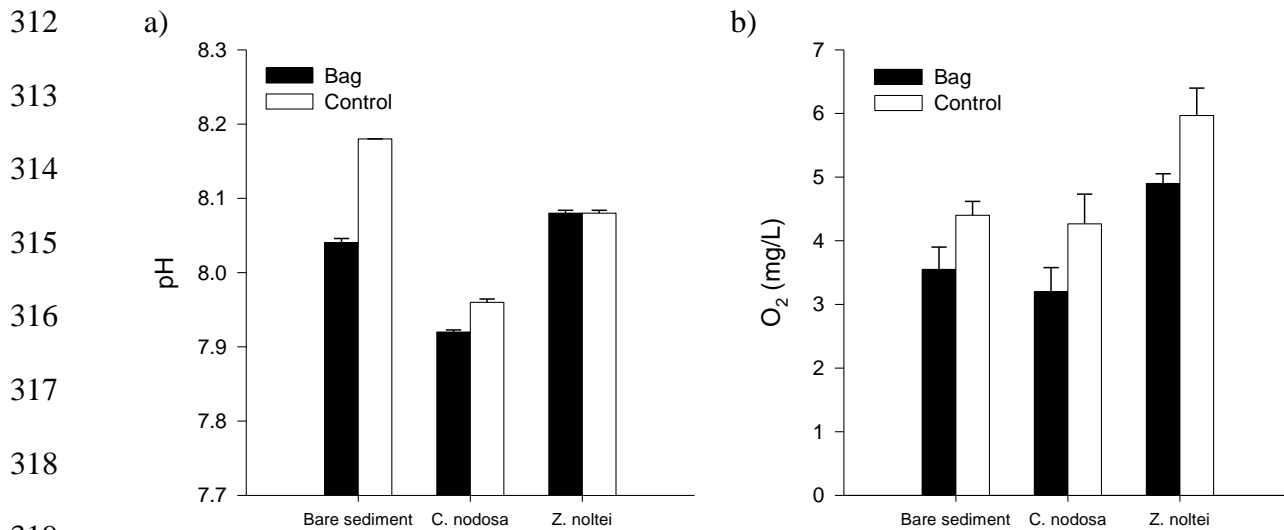 312
313
314
315
316
317
318
a)
8.3
8.2
8.1
8.0
7.9
7.8
7.7
pH
Bag
Control
Bare sediment C. nodosa Z. noltei
b)
7
6
5
4
3
2
1
0
O2 (mg/L)
Bag
Control
Bare sediment C. nodosa Z. noltei